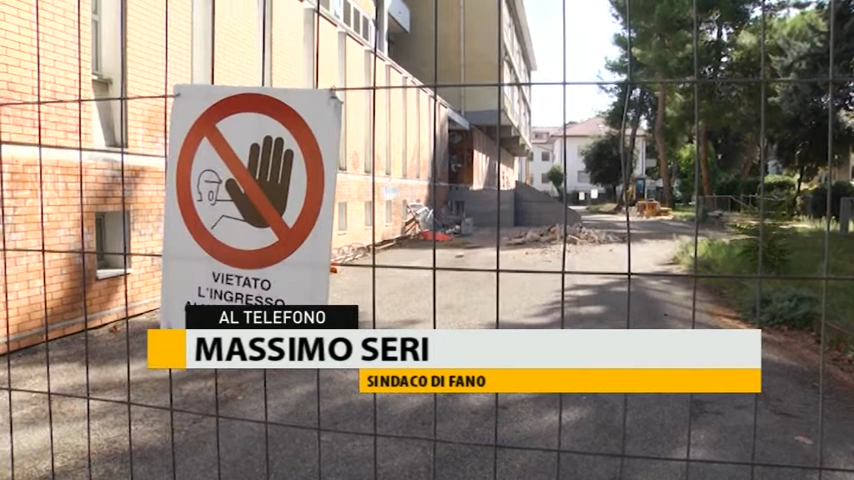 VIETATO
L'INGRESSO
AL TELEFONO
MASSIMO SERI
SINDACO DI FANO